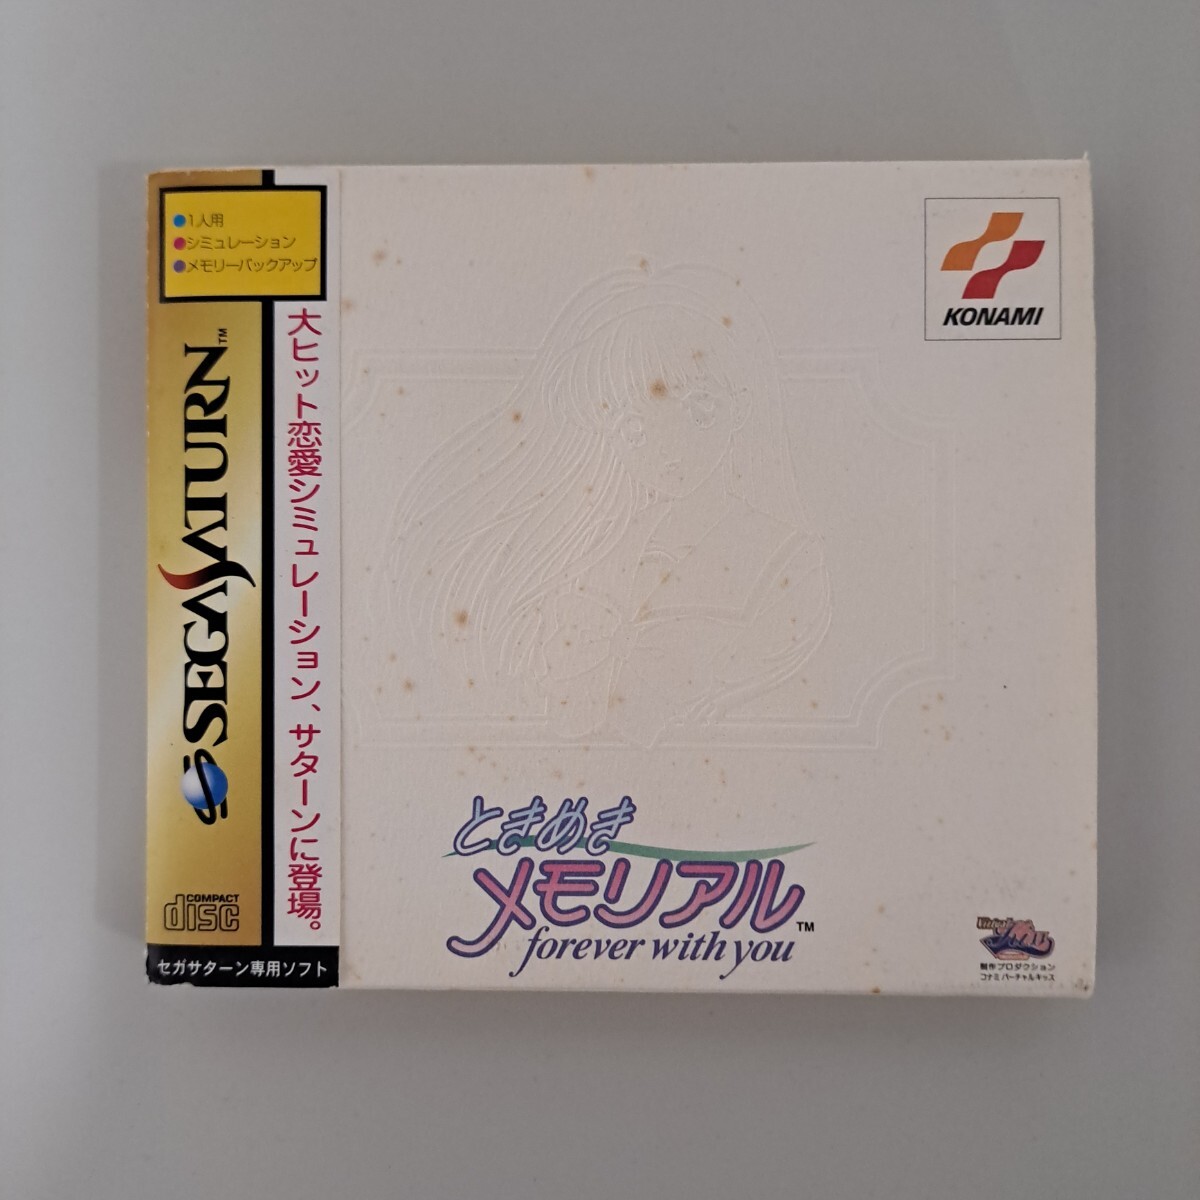 ●1人用
●シミュレーション
●メモリーバックアップ
SEGA SATURN™
COMPACT
disc
セガサターン専用ソフト
大ヒット恋愛シミュレーション、サターンに登場。
KONAMI
ときめき
メモリアル™
forever with you
制作プロダクション
コナミ バーチャルキッズ